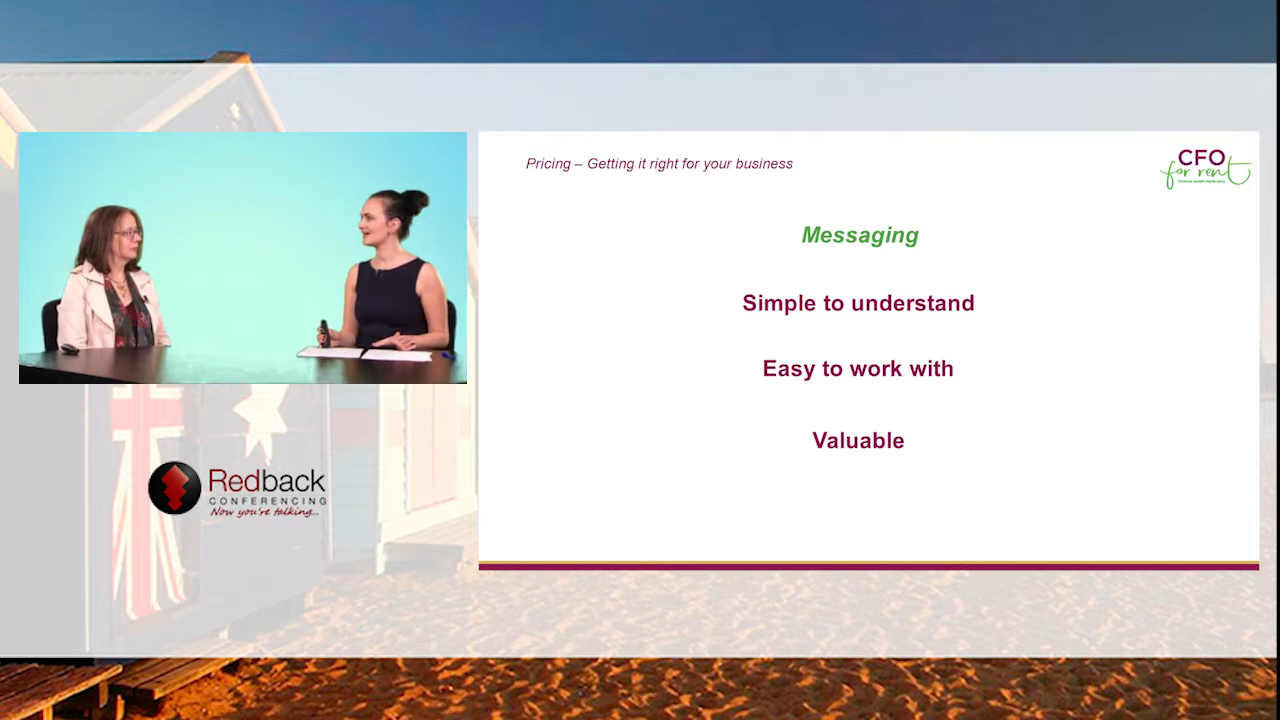 Pricing – Getting it right for your business
CFO
for rent
Messaging
Simple to understand
Easy to work with
Valuable
Redback
CONFERENCING
Now you're talking...